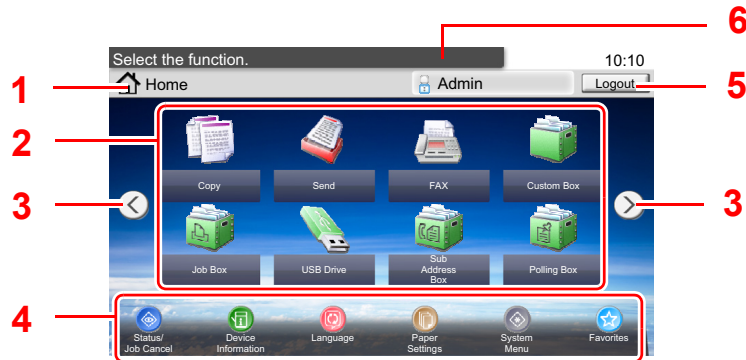 6
Select the function.
10:10
1
Home
Admin
Logout
5
2
Copy
Send
FAX
Custom Box
3
3
Job Box
USB Drive
Sub
Address
Box
Polling Box
4
Status/
Job Cancel
Device
Information
Language
Paper
Settings
System
Menu
Favorites